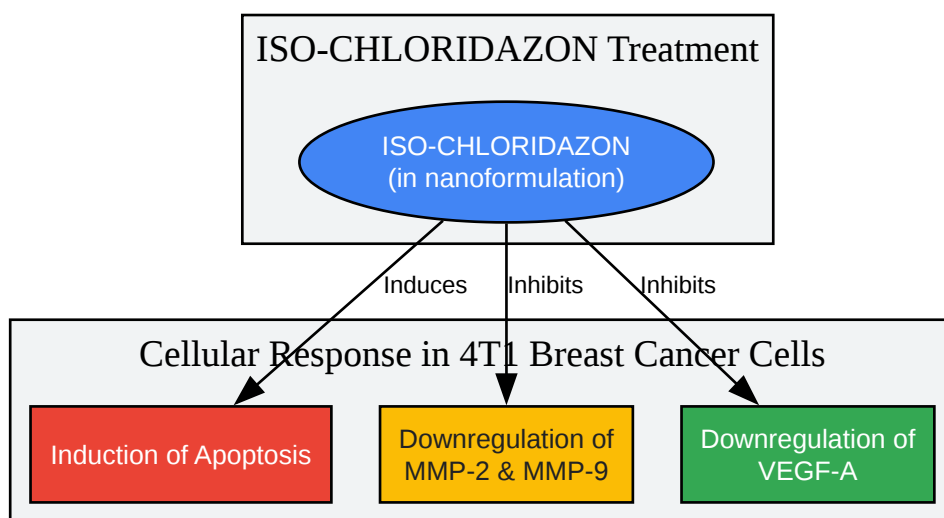 ISO-CHLORIDAZON Treatment
ISO-CHLORIDAZON
(in nanoformulation)
Induces
Inhibits
Inhibits
Cellular Response in 4T1 Breast Cancer Cells
Induction of Apoptosis
Downregulation of
MMP-2 & MMP-9
Downregulation of
VEGF-A